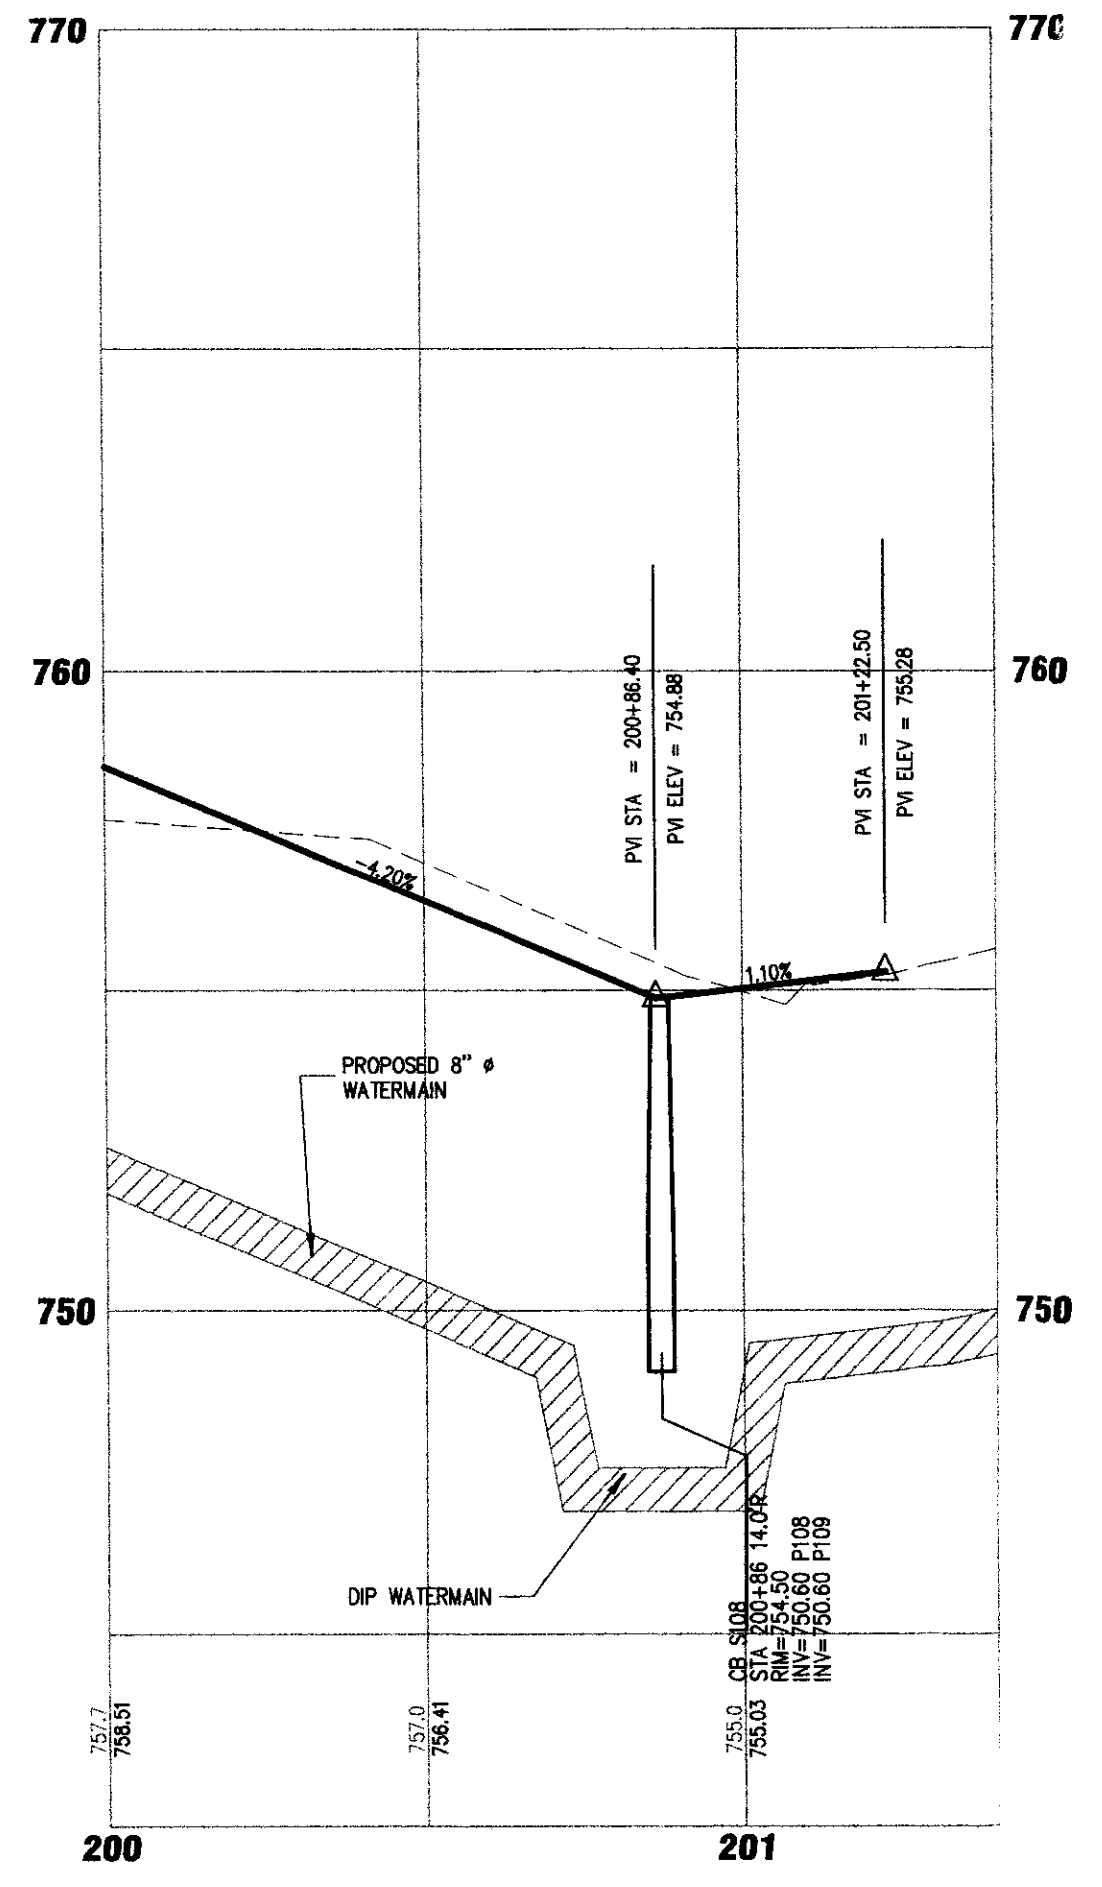 770
770
760
760
PVI STA = 200+86.40
PVI ELEV = 754.88
PVI STA = 201+22.50
PVI ELEV = 755.28
-4.20%
1.10%
PROPOSED 8" ø
WATERMAIN
750
750
DIP WATERMAIN
CB S108
STA 200+86 14.0'R
RIM=754.50
INV=750.60 P108
INV=750.60 P109
757.7
758.51
757.0
756.41
755.0
755.03
200
201